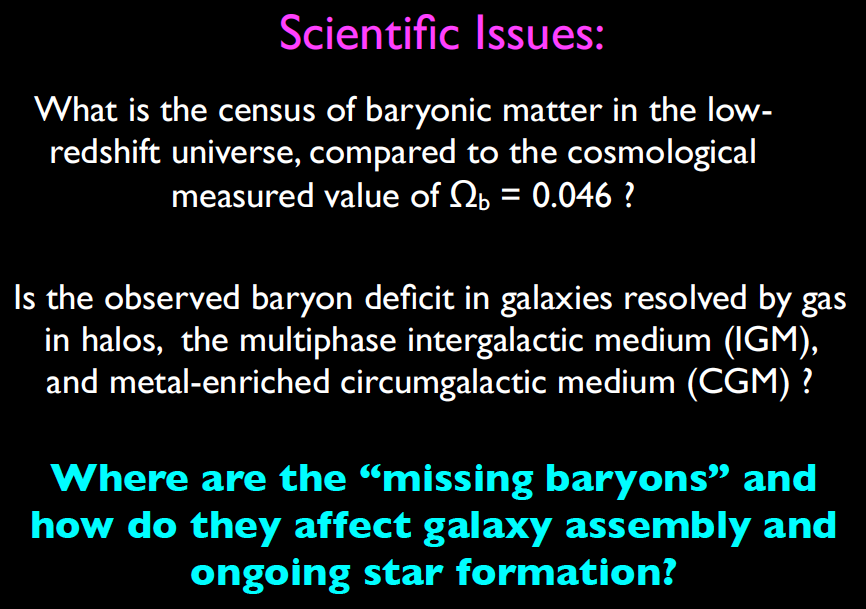 Scientific Issues:
What is the census of baryonic matter in the low-
redshift universe, compared to the cosmological
measured value of Ωb = 0.046 ?
Is the observed baryon deficit in galaxies resolved by gas
in halos, the multiphase intergalactic medium (IGM),
and metal-enriched circumgalactic medium (CGM) ?
Where are the “missing baryons” and
how do they affect galaxy assembly and
ongoing star formation?